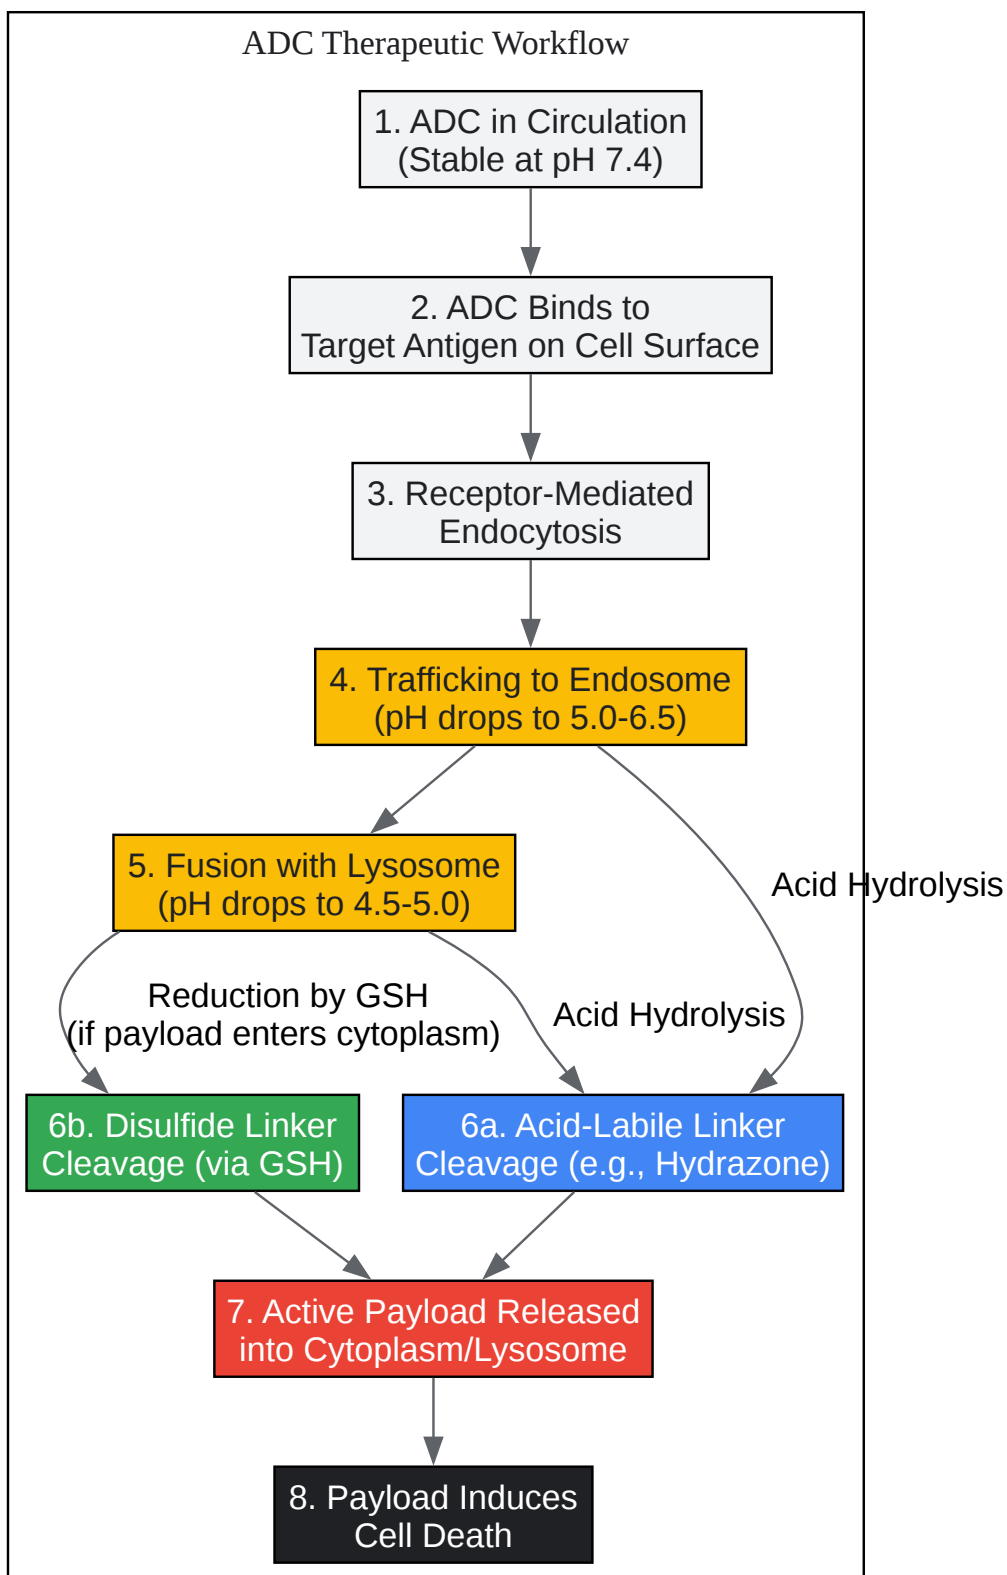 ADC Therapeutic Workflow
1. ADC in Circulation
(Stable at pH 7.4)
2. ADC Binds to
Target Antigen on Cell Surface
3. Receptor-Mediated
Endocytosis
4. Trafficking to Endosome
(pH drops to 5.0-6.5)
5. Fusion with Lysosome
(pH drops to 4.5-5.0)
Acid Hydrolysis
Reduction by GSH
(if payload enters cytoplasm)
Acid Hydrolysis
6b. Disulfide Linker
Cleavage (via GSH)
6a. Acid-Labile Linker
Cleavage (e.g., Hydrazone)
7. Active Payload Released
into Cytoplasm/Lysosome
8. Payload Induces
Cell Death